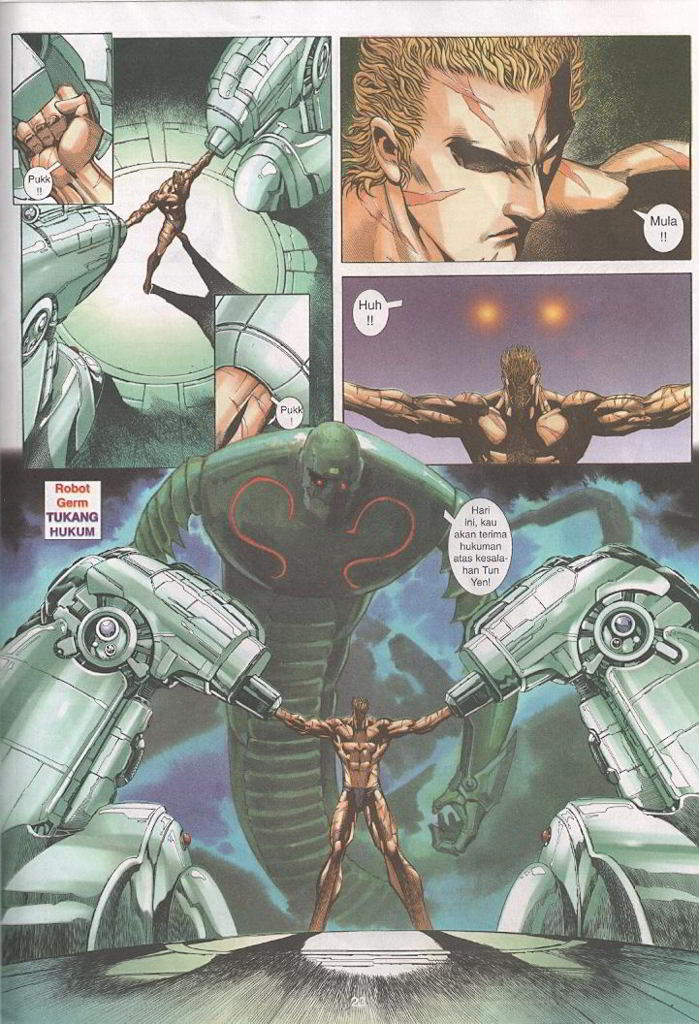 Pukk
!!
Pukk
!!
Pukk
!
Mula
!!
Huh
!!
Robot
Germ
TUKANG
HUKUM
Hari
ini, kau
akan terima
hukuman
atas kesala-
han Tun
Yen!
23